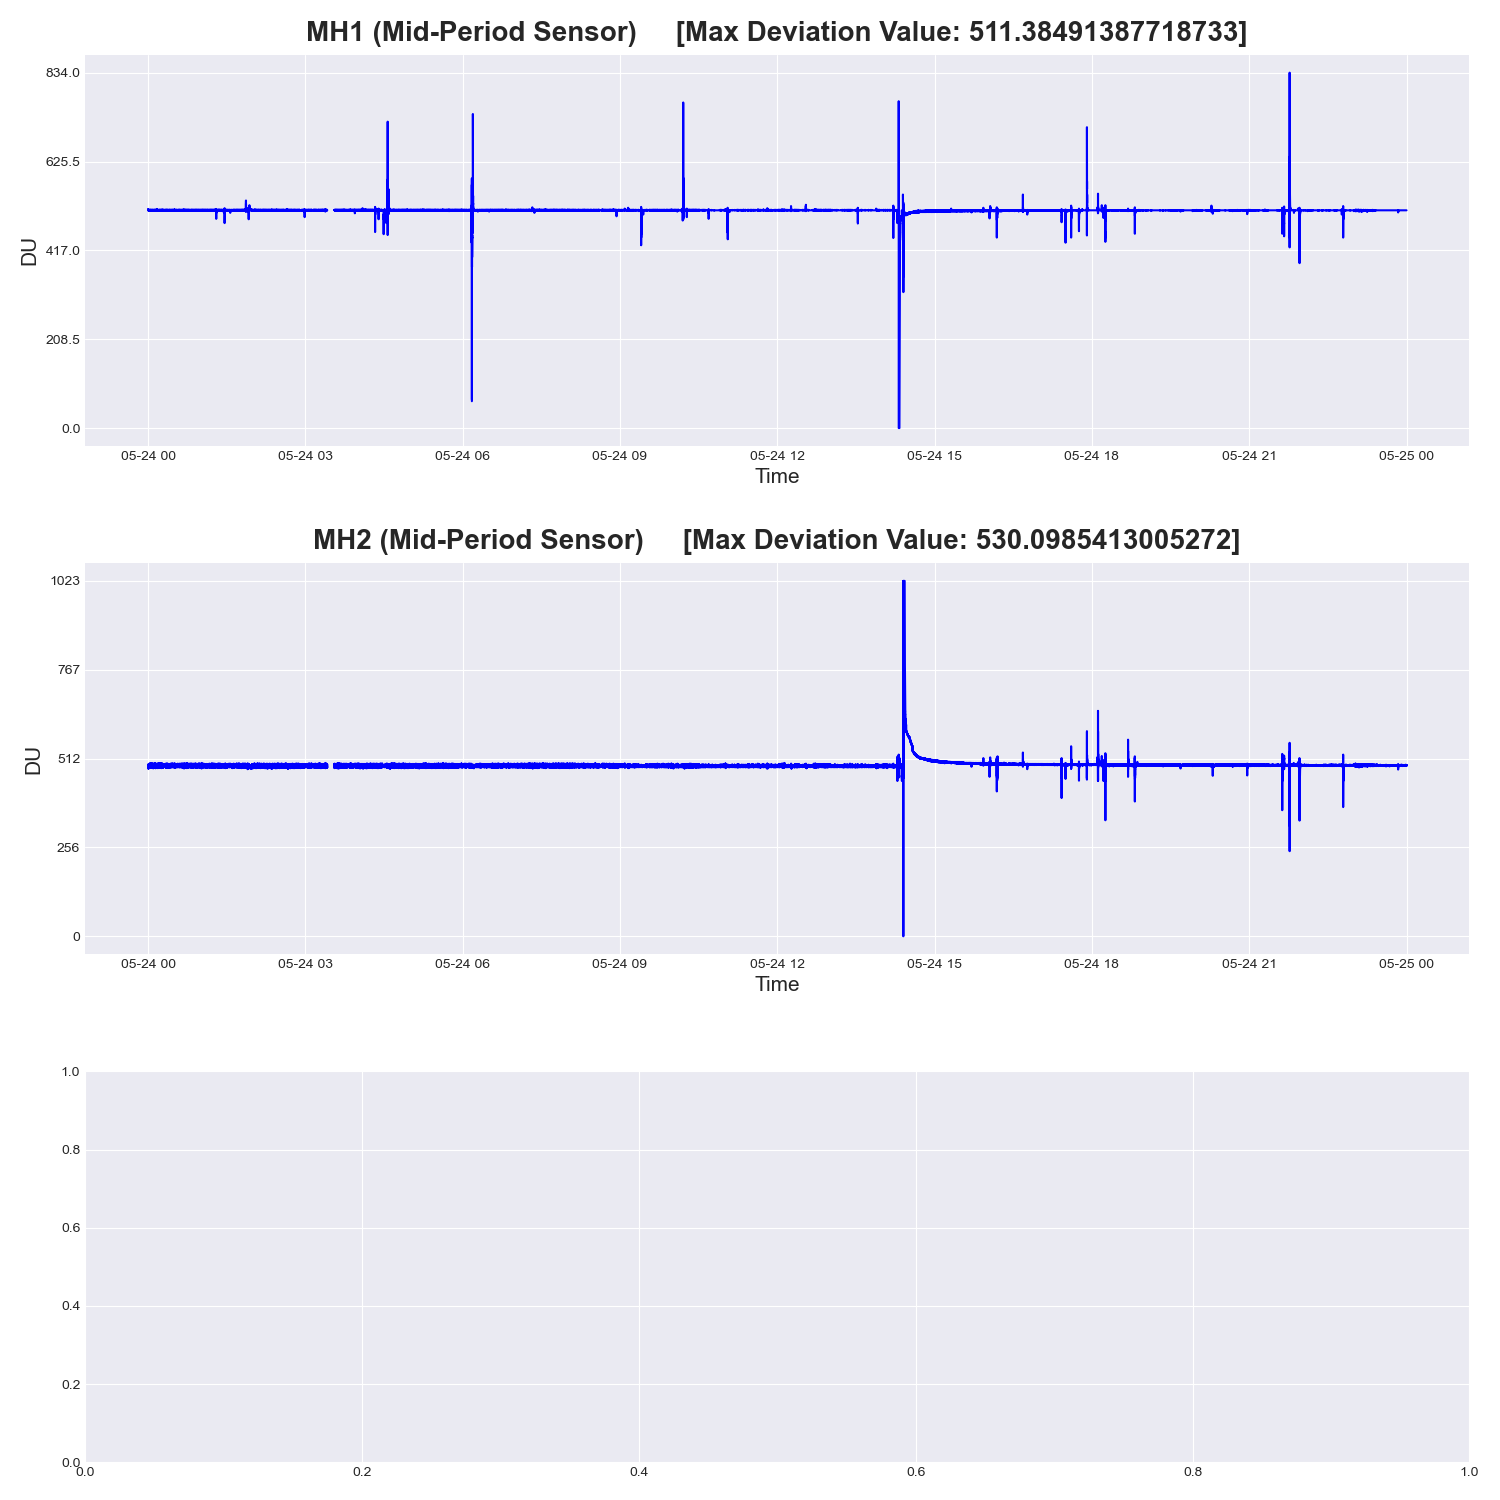 MH1 (Mid-Period Sensor) [Max Deviation Value: 511.38491387718733]
834.0
625.5
417.0
208.5
0.0
DU
05-24 00 05-24 03 05-24 06 05-24 09 05-24 12 05-24 15 05-24 18 05-24 21 05-25 00
Time
MH2 (Mid-Period Sensor) [Max Deviation Value: 530.0985413005272]
1023
767
512
256
0
DU
05-24 00 05-24 03 05-24 06 05-24 09 05-24 12 05-24 15 05-24 18 05-24 21 05-25 00
Time
1.0
0.8
0.6
0.4
0.2
0.0
0.0 0.2 0.4 0.6 0.8 1.0